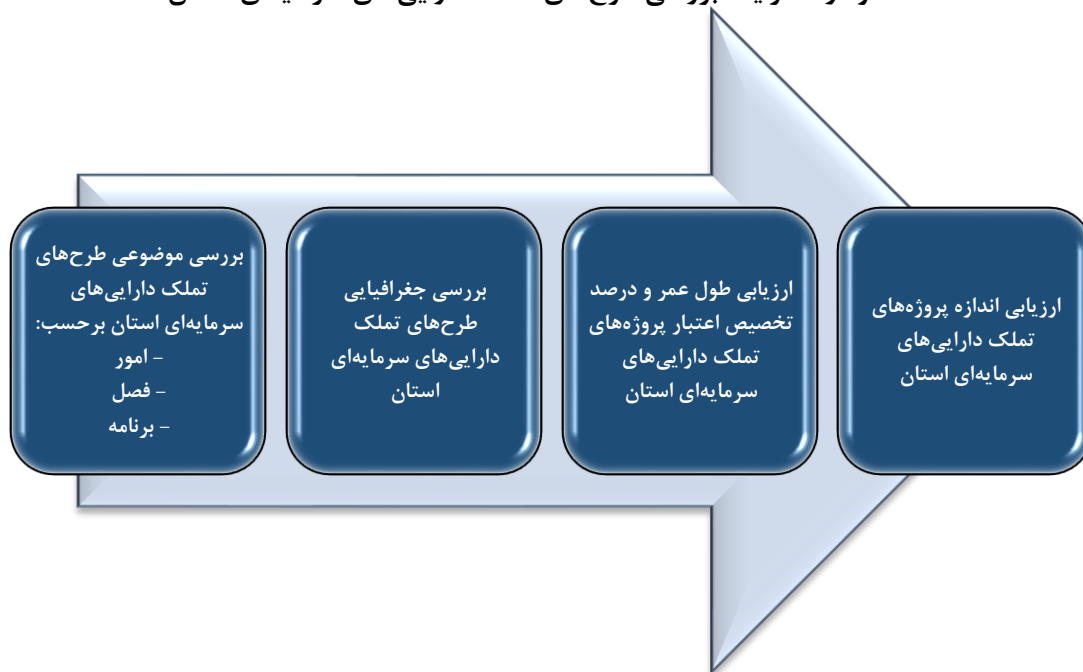 بررسی موضوعی طرح‌های
تملک دارایی‌های
سرمایه‌ای استان برحسب:
- امور
- فصل
- برنامه
بررسی جغرافیایی
طرح‌های تملک
دارایی‌های سرمایه‌ای
استان
ارزیابی طول عمر و درصد
تخصیص اعتبار پروژه‌های
تملک دارایی‌های
سرمایه‌ای استان
ارزیابی اندازه پروژه‌های
تملک دارایی‌های
سرمایه‌ای استان